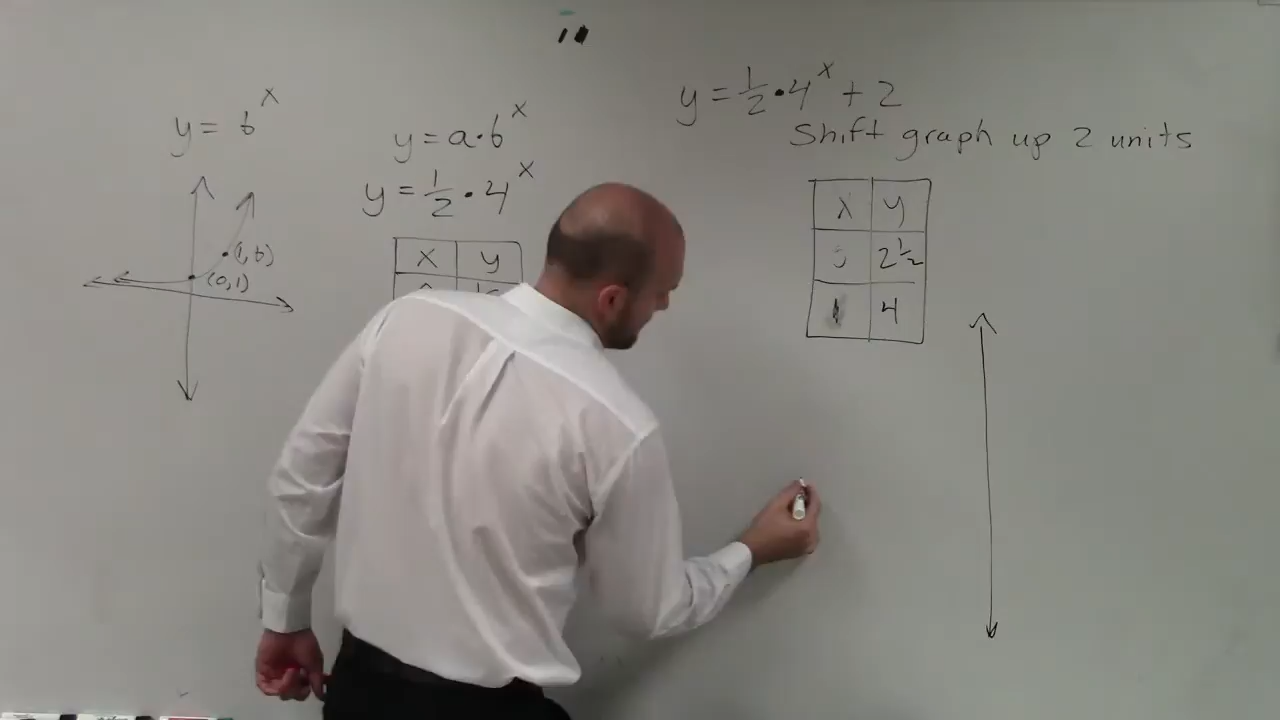 y = b^x
(1, b)
(0,1)
y = a·b^x
y = 1/2 · 4^x
x y
y = 1/2 · 4^x + 2
Shift graph up 2 units
x y
2 1/2
1 4